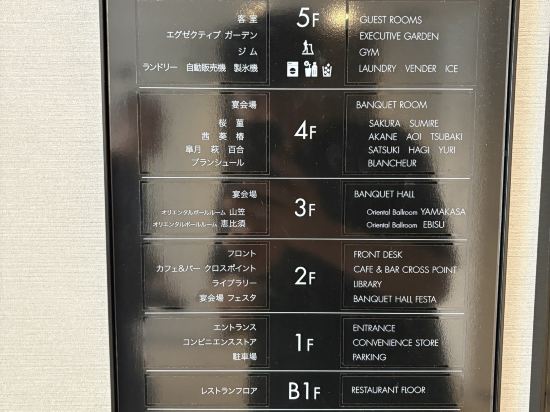 客 室 5F GUEST ROOMS
エグゼクティブ ガーデン EXECUTIVE GARDEN
ジ ム GYM
ランドリー 自動販売機 製氷機 LAUNDRY VENDER ICE
宴会場 4F BANQUET ROOM
桜 菫 SAKURA SUMIRE
茜 葵 椿 AKANE AOI TSUBAKI
皐月 萩 百合 SATSUKI HAGI YURI
ブランシュール BLANCHEUR
宴会場 3F BANQUET HALL
オリエンタルボールルーム 山笠 Oriental Ballroom YAMAKASA
オリエンタルボールルーム 恵比須 Oriental Ballroom EBISU
フロント 2F FRONT DESK
カフェ&バー クロスポイント CAFE & BAR CROSS POINT
ライブラリー LIBRARY
宴会場 フェスタ BANQUET HALL FESTA
エントランス 1F ENTRANCE
コンビニエンスストア CONVENIENCE STORE
駐車場 PARKING
レストランフロア B1F RESTAURANT FLOOR